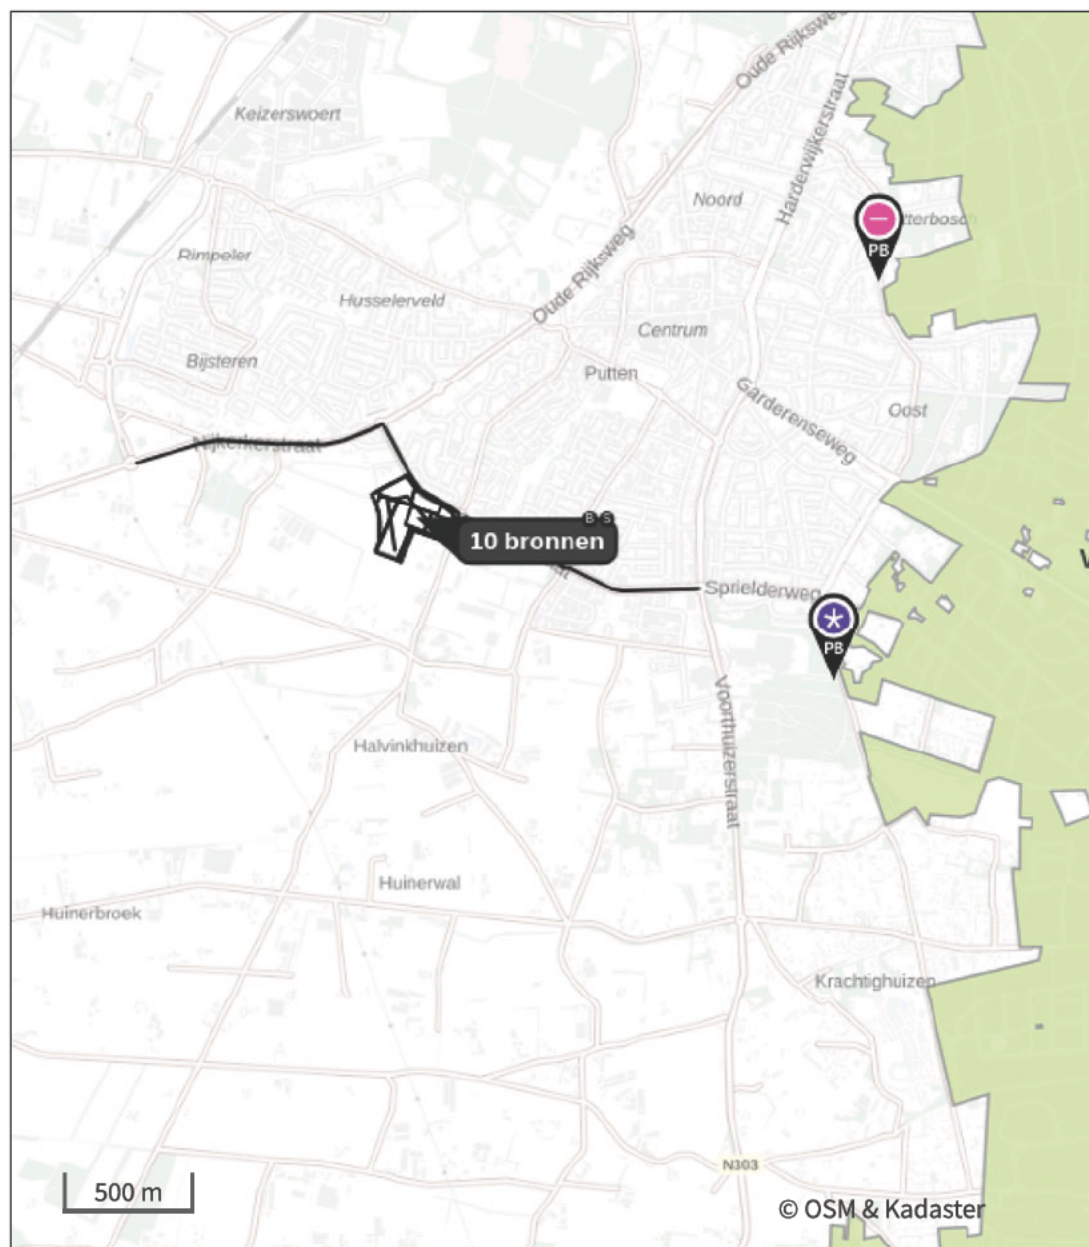 Oude Rijksweg
Keizerswoert
Harderwijkerstraat
Noord
tterbosch
PB
Rimpeler
Oude Rijksweg
Husselerveld
Centrum
Bijsteren
Putten
Garderenseweg
Oost
Nijkerkerstraat
B S
10 bronnen
Sprielderweg
PB
Voorthuizerstraat
Halvinkhuizen
Huinerwal
Huinerbroek
Krachtighuizen
N303
500 m
© OSM & Kadaster